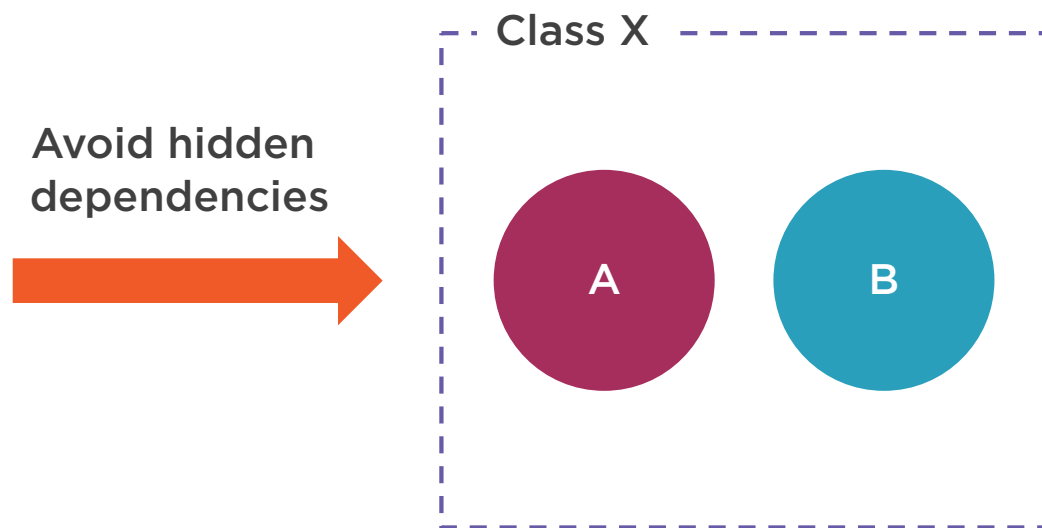 Class X
Avoid hidden
dependencies
A
B